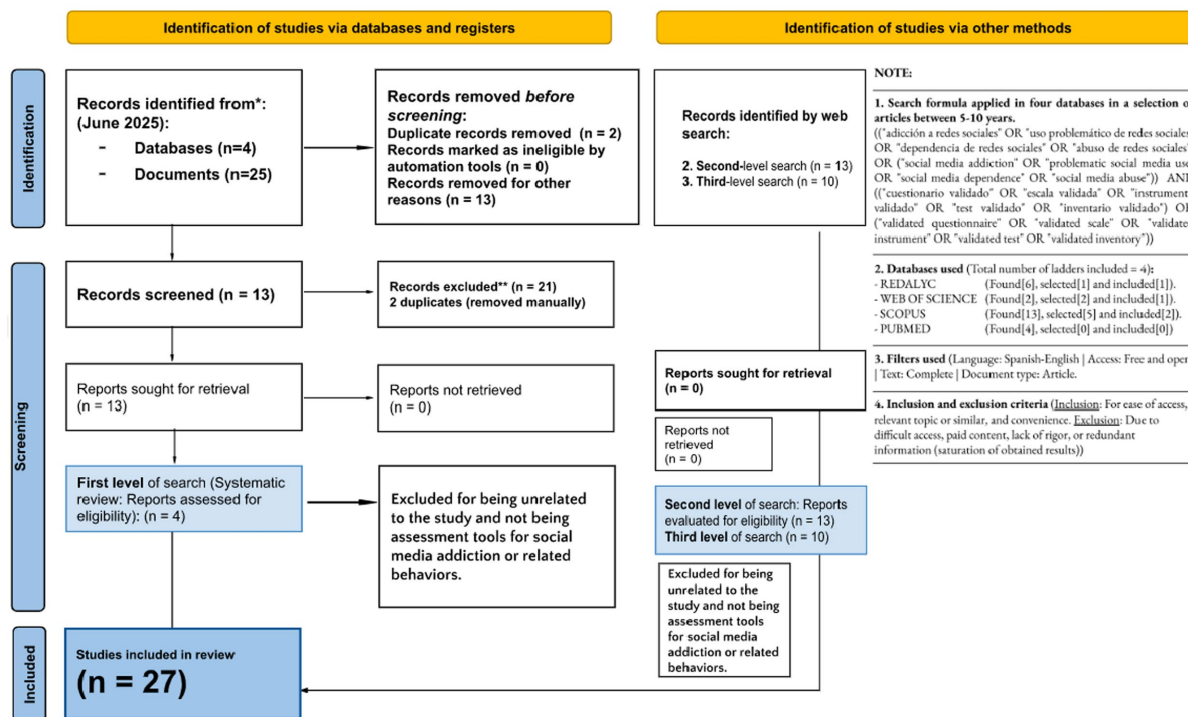 Identification of studies via databases and registers
Identification of studies via other methods
Identification
Records identified from*:
(June 2025):
- Databases (n=4)
- Documents (n=25)
Records removed before
screening:
Duplicate records removed (n = 2)
Records marked as ineligible by
automation tools (n = 0)
Records removed for other
reasons (n = 13)
Records identified by web
search:
2. Second-level search (n = 13)
3. Third-level search (n = 10)
Screening
Records screened (n = 13)
Records excluded** (n = 21)
2 duplicates (removed manually)
Reports sought for retrieval
(n = 13)
Reports not retrieved
(n = 0)
Reports sought for retrieval
(n = 0)
Reports not
retrieved
(n = 0)
First level of search (Systematic
review: Reports assessed for
eligibility): (n = 4)
Excluded for being unrelated
to the study and not being
assessment tools for social
media addiction or related
behaviors.
Second level of search: Reports
evaluated for eligibility (n = 13)
Third level of search (n = 10)
Excluded for being
unrelated to the
study and not being
assessment tools
for social media
addiction or related
behaviors.
Included
Studies included in review
(n = 27)
NOTE:
1. Search formula applied in four databases in a selection o
articles between 5-10 years.
(("adicción a redes sociales" OR "uso problemático de redes sociales
OR "dependencia de redes sociales" OR "abuso de redes sociales"
OR ("social media addiction" OR "problematic social media use
OR "social media dependence" OR "social media abuse")) AND
(("cuestionario validado" OR "escala validada" OR "instrument
validado" OR "test validado" OR "inventario validado") OR
("validated questionnaire" OR "validated scale" OR "validate
instrument" OR "validated test" OR "validated inventory"))
2. Databases used (Total number of ladders included = 4):
- REDALYC (Found[6], selected[1] and included[1]).
- WEB OF SCIENCE (Found[2], selected[2] and included[1]).
- SCOPUS (Found[13], selected[5] and included[2]).
- PUBMED (Found[4], selected[0] and included[0])
3. Filters used (Language: Spanish-English | Access: Free and open
| Text: Complete | Document type: Article.
4. Inclusion and exclusion criteria (Inclusion: For ease of access,
relevant topic or similar, and convenience. Exclusion: Due to
difficult access, paid content, lack of rigor, or redundant
information (saturation of obtained results))